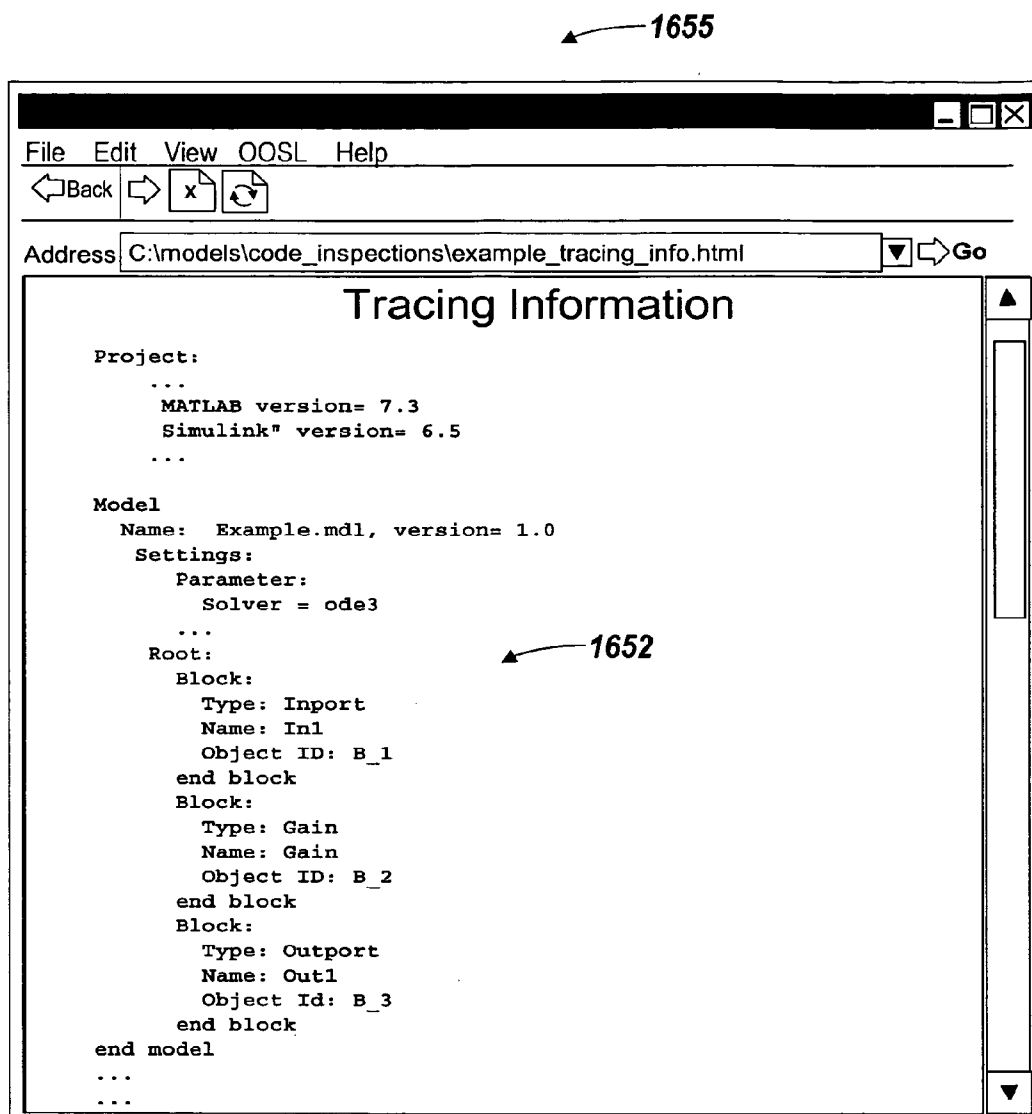 1655
File Edit View OOSL Help
Back x
Address C:\models\code_inspections\example_tracing_info.html Go
Tracing Information
Project:
...
MATLAB version= 7.3
Simulink" version= 6.5
...
Model
Name: Example.mdl, version= 1.0
Settings:
Parameter:
Solver = ode3
...
1652
Root:
Block:
Type: Inport
Name: In1
Object ID: B_1
end block
Block:
Type: Gain
Name: Gain
Object ID: B_2
end block
Block:
Type: Outport
Name: Out1
Object Id: B_3
end block
end model
...
...